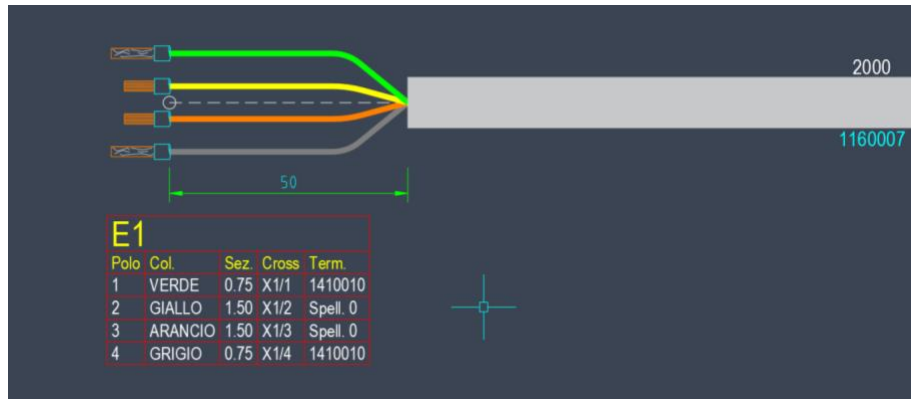 2000
1160007
50
E1
Polo Col. Sez. Cross Term.
1 VERDE 0.75 X1/1 1410010
2 GIALLO 1.50 X1/2 Spell. 0
3 ARANCIO 1.50 X1/3 Spell. 0
4 GRIGIO 0.75 X1/4 1410010